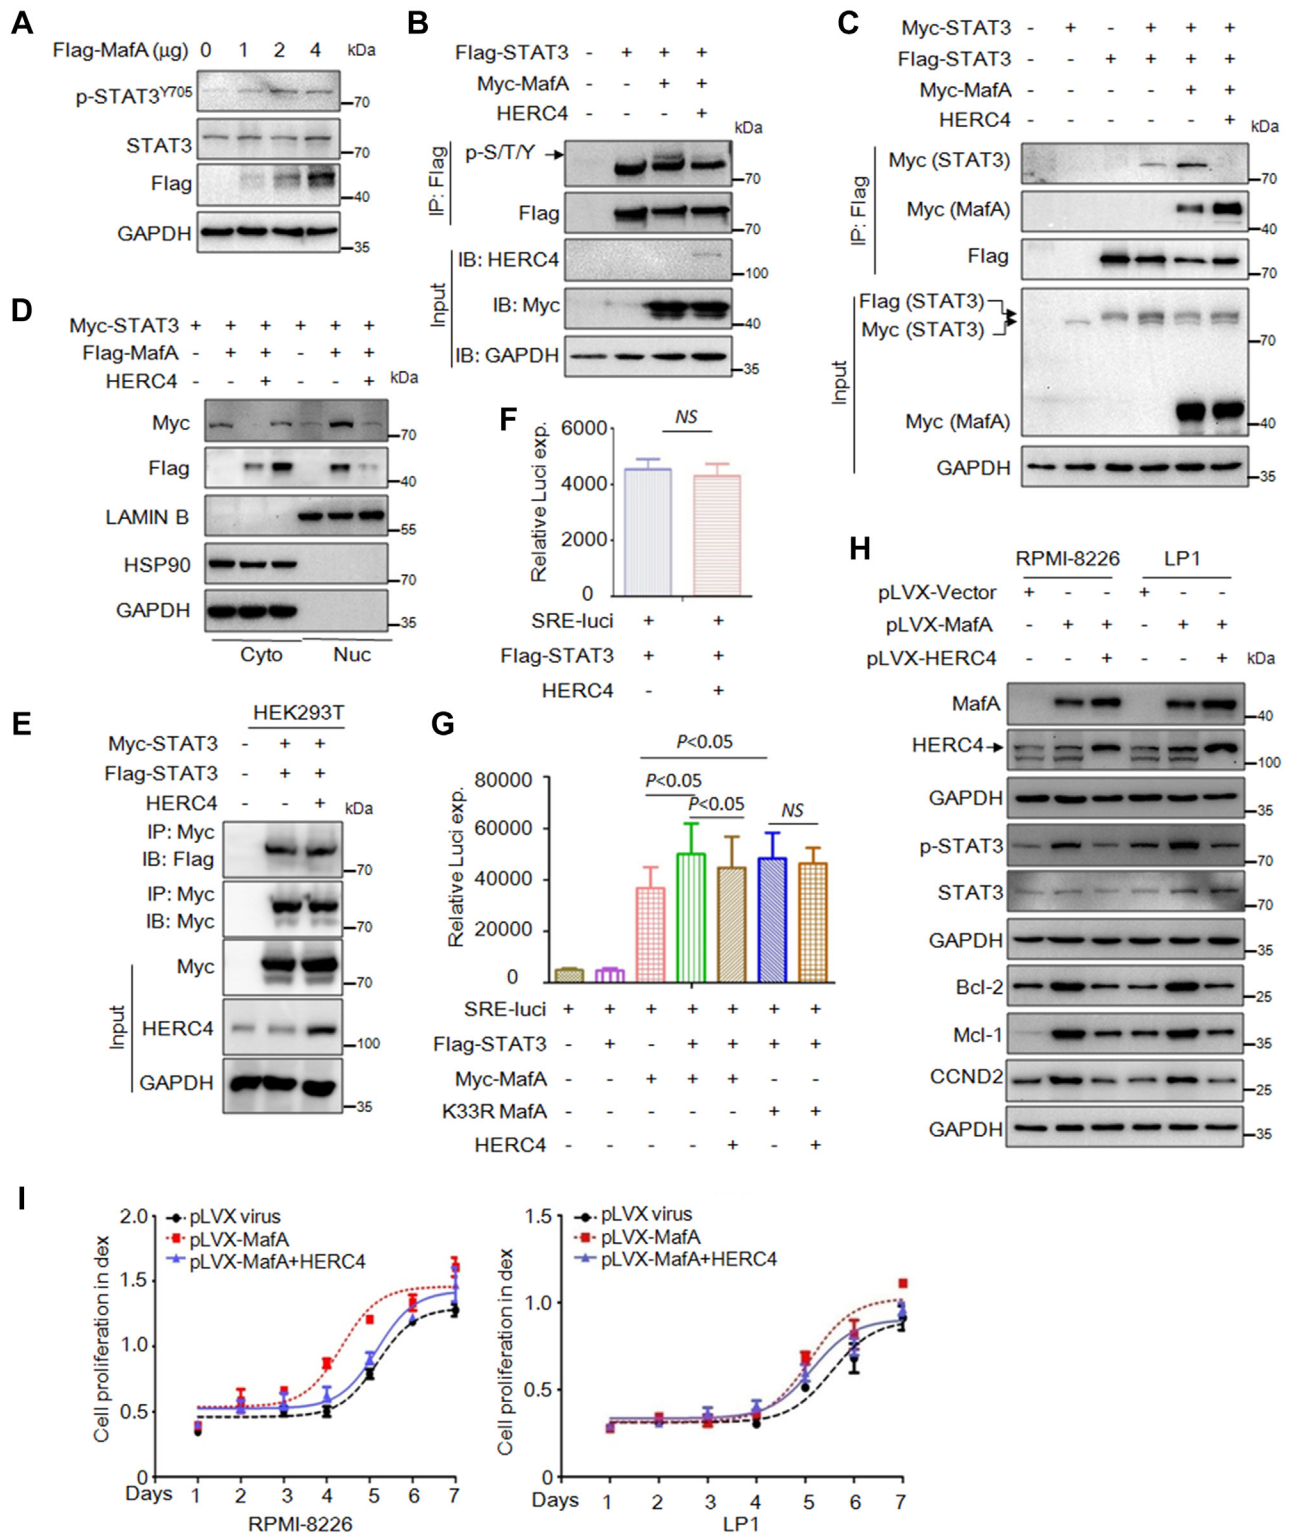 A
Flag-MafA (µg) 0 1 2 4 kDa
p-STAT3Y705
70
STAT3
70
Flag
40
GAPDH
35
B
Flag-STAT3 - + + +
Myc-MafA - - + +
HERC4 - - - +
kDa
IP: Flag
p-S/T/Y
70
Flag
70
Input
IB: HERC4
100
IB: Myc
40
IB: GAPDH
35
C
Myc-STAT3 - + - + + +
Flag-STAT3 - - + + + +
Myc-MafA - - - - + +
HERC4 - - - - - +
kDa
IP: Flag
Myc (STAT3)
70
Myc (MafA)
40
Flag
70
Input
Flag (STAT3)
Myc (STAT3)
70
Myc (MafA)
40
GAPDH
35
D
Myc-STAT3 + + + + + +
Flag-MafA - + + - + +
HERC4 - - + - - +
kDa
Myc
70
Flag
40
LAMIN B
55
HSP90
70
GAPDH
35
Cyto Nuc
E
HEK293T
Myc-STAT3 - + +
Flag-STAT3 - + +
HERC4 - - +
kDa
IP: Myc
IB: Flag
70
IP: Myc
IB: Myc
70
Input
Myc
70
HERC4
100
GAPDH
35
F
Relative Luci exp.
6000
4000
2000
0
NS
SRE-luci + +
Flag-STAT3 + +
HERC4 - +
G
Relative Luci exp.
80000
60000
40000
20000
0
P<0.05
P<0.05
P<0.05
NS
SRE-luci + + + + + + +
Flag-STAT3 - + - + + + +
Myc-MafA - - + + + - -
K33R MafA - - - - - + +
HERC4 - - - - + - +
H
RPMI-8226 LP1
pLVX-Vector + - - + - -
pLVX-MafA - + + - + +
pLVX-HERC4 - - + - - +
kDa
MafA
40
HERC4
100
GAPDH
35
p-STAT3
70
STAT3
70
GAPDH
35
Bcl-2
25
Mcl-1
35
CCND2
25
GAPDH
35
I
Cell proliferation in dex
2.0
1.5
1.0
0.5
0
pLVX virus
pLVX-MafA
pLVX-MafA+HERC4
Days 1 2 3 4 5 6 7
RPMI-8226
Cell proliferation in dex
1.5
1.0
0.5
0
pLVX virus
pLVX-MafA
pLVX-MafA+HERC4
Days 1 2 3 4 5 6 7
LP1